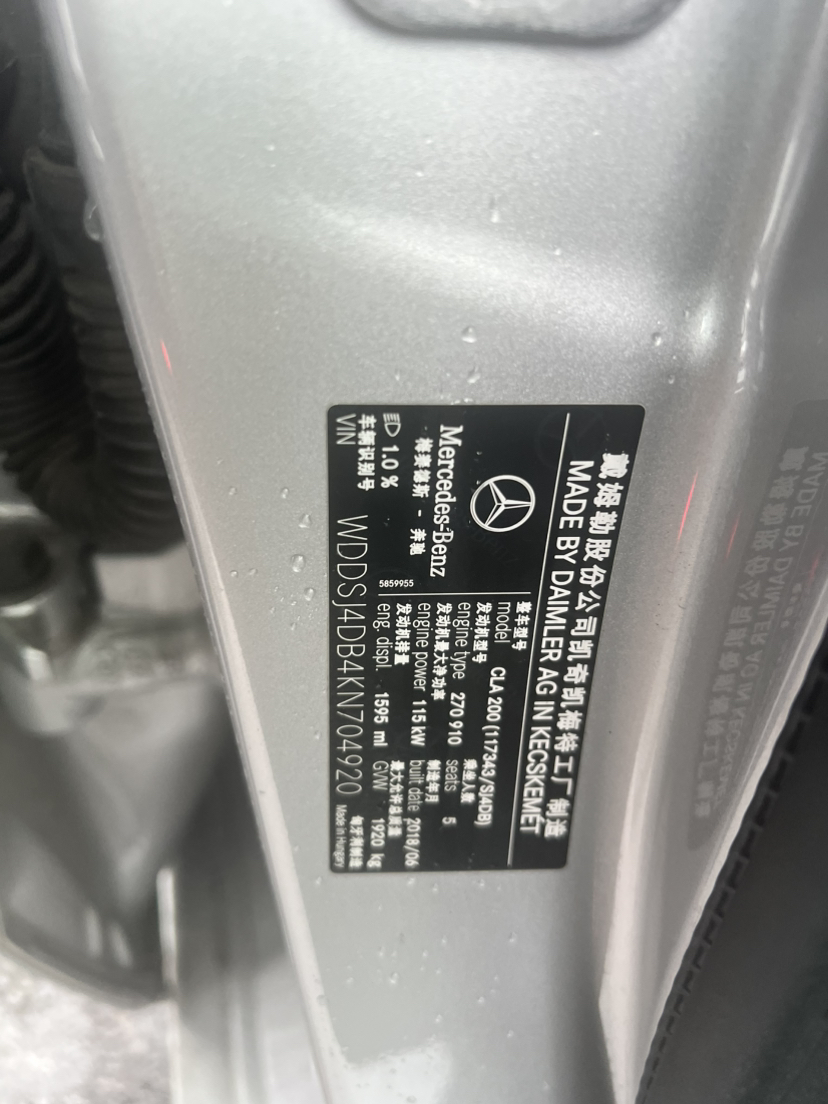 戴姆勒股份公司凯奇凯梅特工厂 制造
MADE BY DAIMLER AG IN KECSKEMÉT
Mercedes-Benz
梅赛德斯 - 奔驰
1.0 %
5859955
整车型号
model CLA 200 (117343/SJ4DB)
发动机型号 乘坐人数
engine type 270 910 seats 5
发动机最大净功率 制造年月
engine power 115 kW built date 2018/06
发动机排量 最大允许总质量
eng. displ. 1595 ml GVW 1920 kg
车辆识别号 匈牙利制造
VIN WDDSJ4DB4KN704920 Made in Hungary